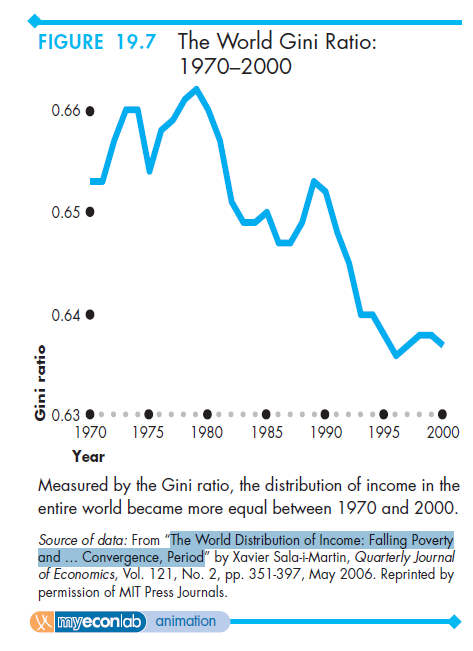 FIGURE 19.7 The World Gini Ratio:
1970–2000
0.66
0.65
0.64
0.63
Gini ratio
1970 1975 1980 1985 1990 1995 2000
Year
Measured by the Gini ratio, the distribution of income in the
entire world became more equal between 1970 and 2000.
Source of data: From “The World Distribution of Income: Falling Poverty
and ... Convergence, Period” by Xavier Sala-i-Martin, Quarterly Journal
of Economics, Vol. 121, No. 2, pp. 351-397, May 2006. Reprinted by
permission of MIT Press Journals.
myeconlab animation